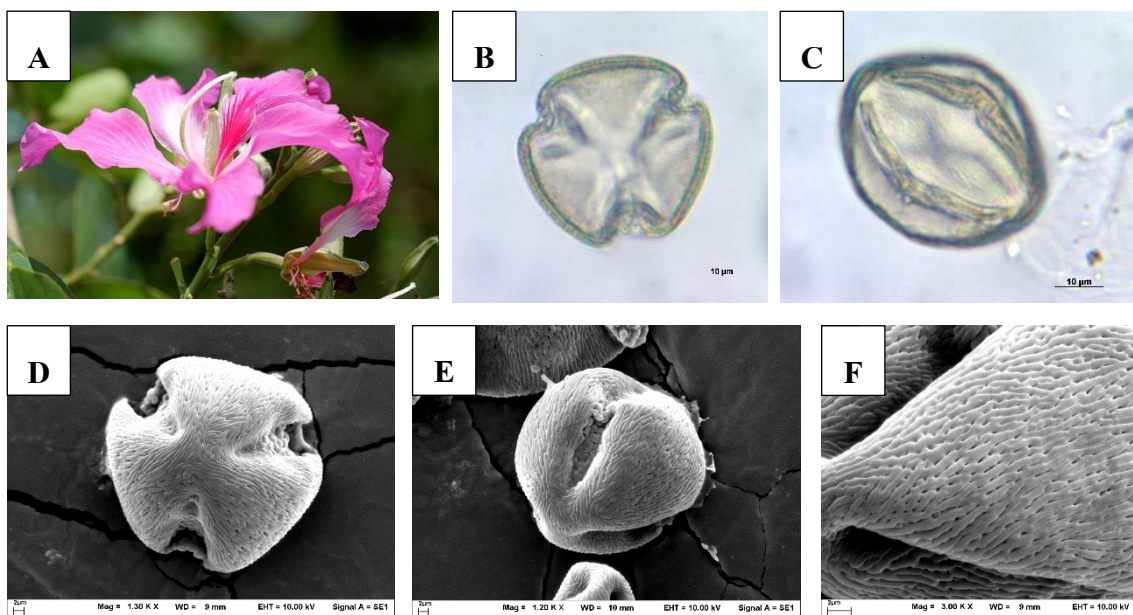 A
B
C
10 µm
10 µm
D
E
F
2µm
Mag = 1.30 K X WD = 9 mm EHT = 10.00 kV Signal A = SE1
2µm
Mag = 1.20 K X WD = 10 mm EHT = 10.00 kV Signal A = SE1
2µm
Mag = 3.00 K X WD = 9 mm EHT = 10.00 kV